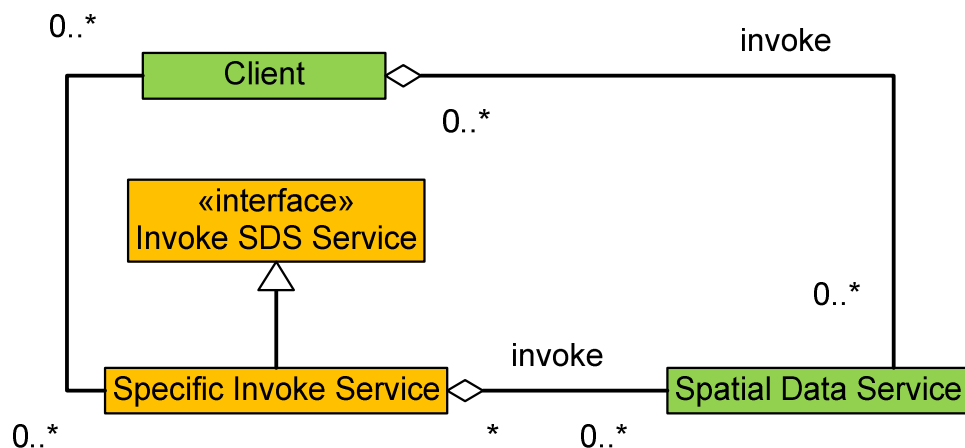 0..*
invoke
Client
0..*
«interface»
Invoke SDS Service
0..*
invoke
Specific Invoke Service
Spatial Data Service
0..*
*
0..*